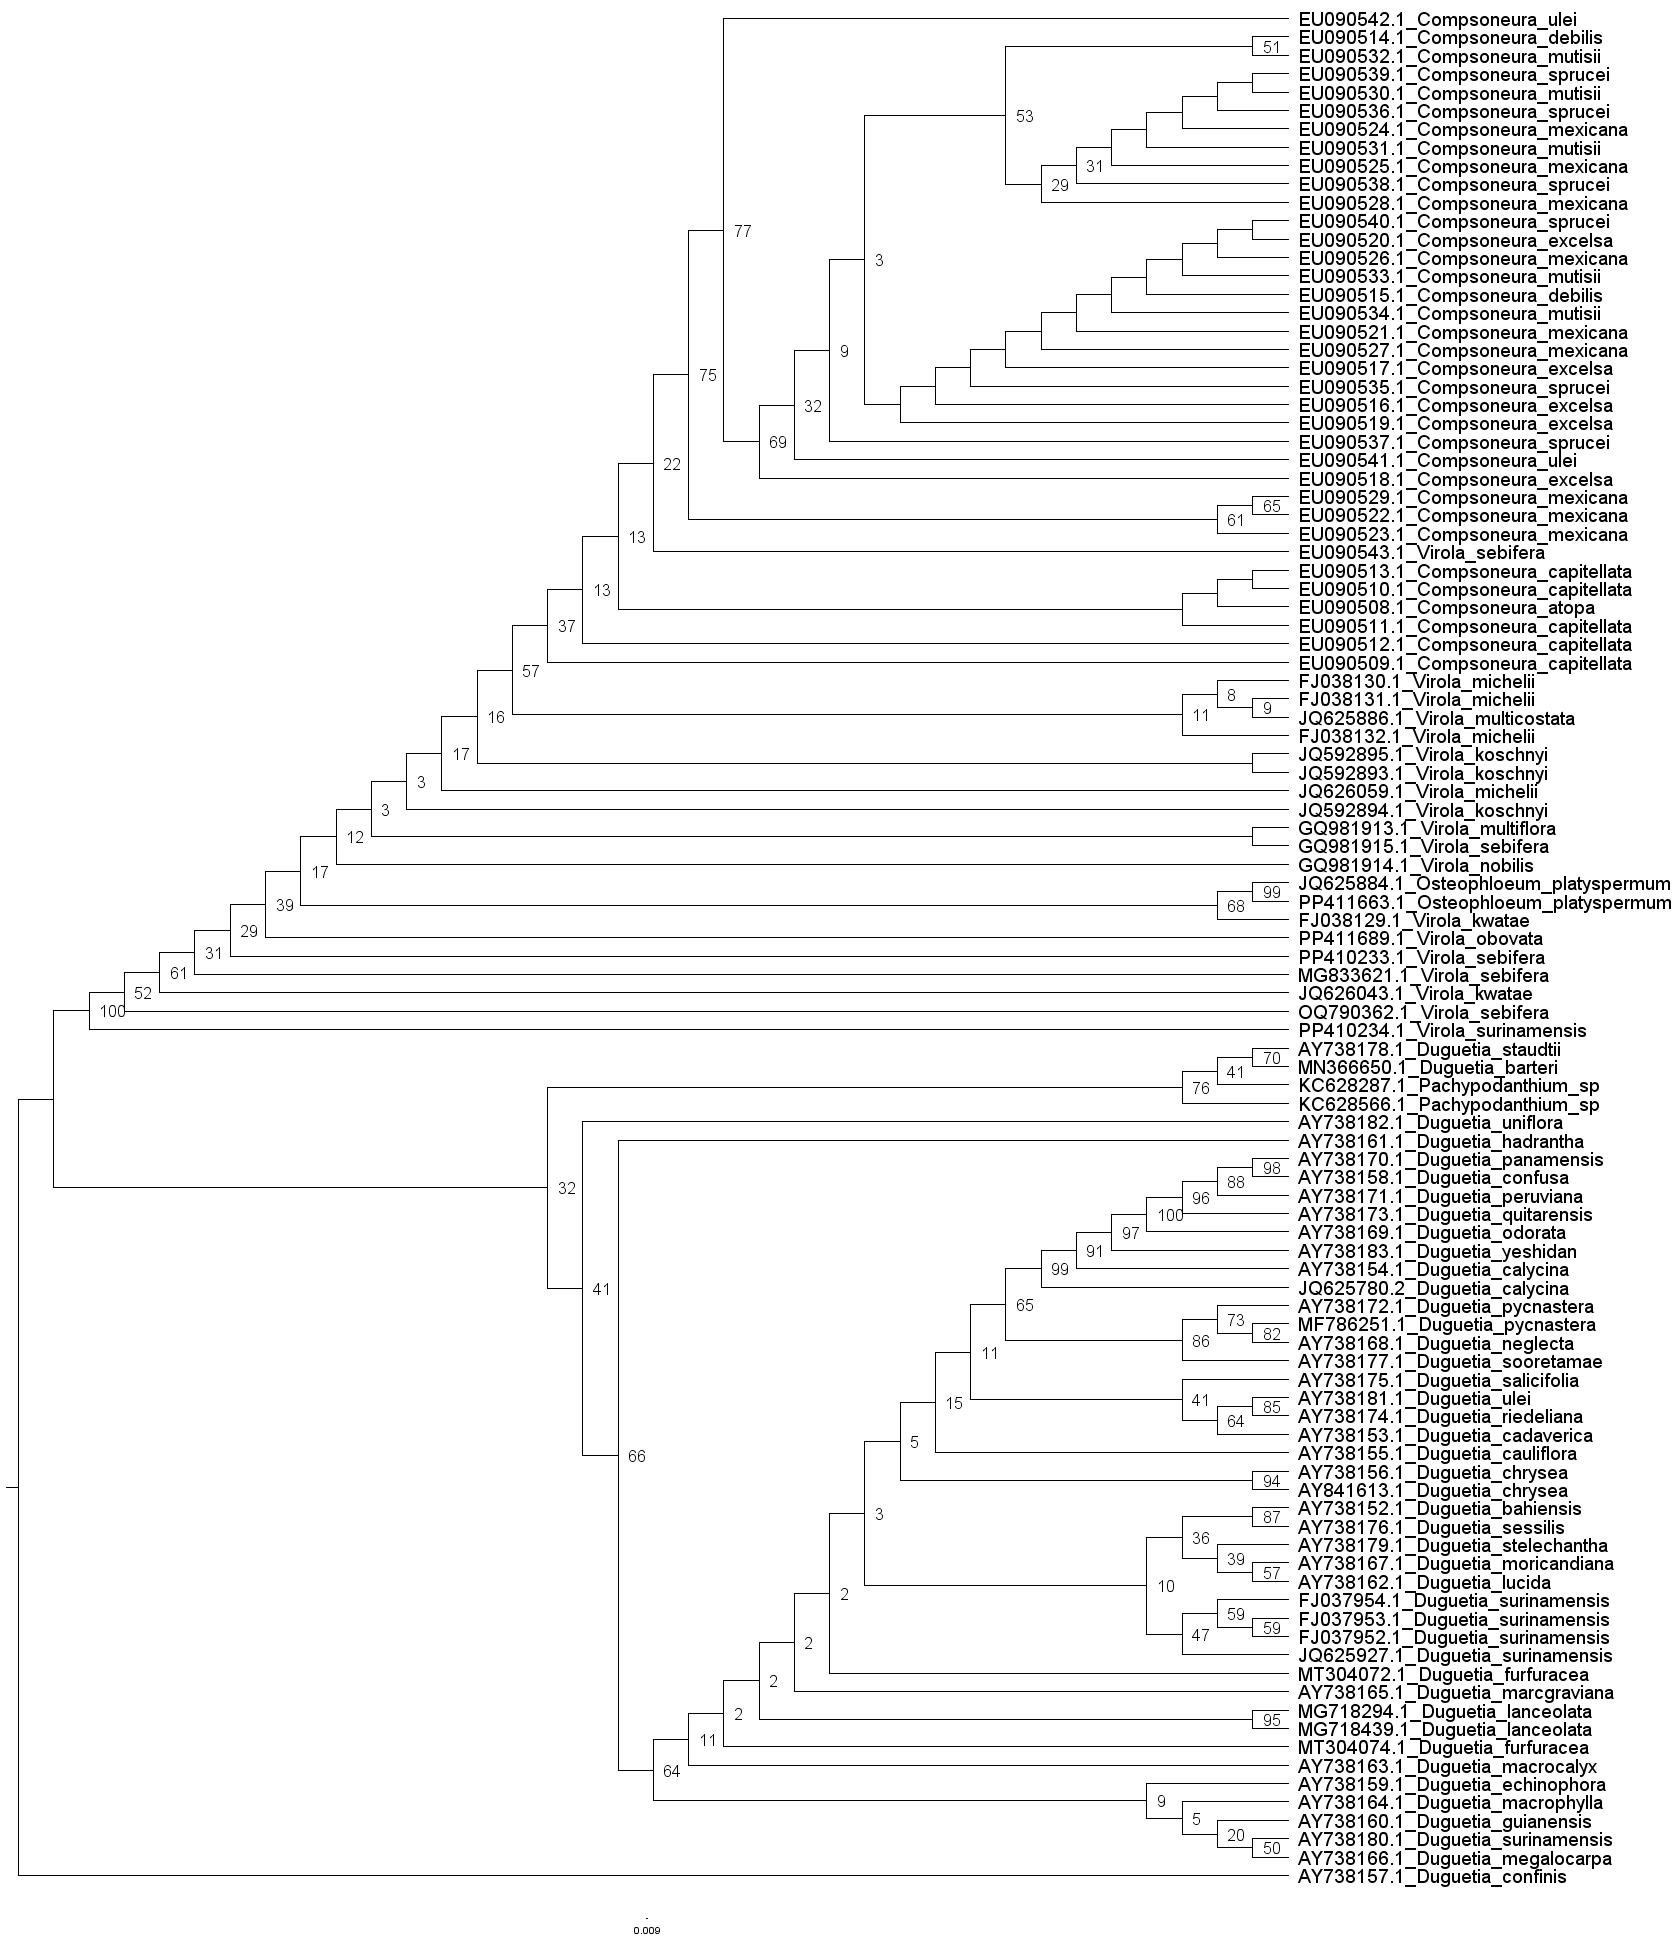 EU090542.1_Compsoneura_ulei
EU090514.1_Compsoneura_debilis
51
EU090532.1_Compsoneura_mutisii
EU090539.1_Compsoneura_sprucei
EU090530.1_Compsoneura_mutisii
EU090536.1_Compsoneura_sprucei
53
EU090524.1_Compsoneura_mexicana
EU090531.1_Compsoneura_mutisii
31
EU090525.1_Compsoneura_mexicana
29
EU090538.1_Compsoneura_sprucei
EU090528.1_Compsoneura_mexicana
EU090540.1_Compsoneura_sprucei
77
EU090520.1_Compsoneura_excelsa
3
EU090526.1_Compsoneura_mexicana
EU090533.1_Compsoneura_mutisii
EU090515.1_Compsoneura_debilis
EU090534.1_Compsoneura_mutisii
EU090521.1_Compsoneura_mexicana
9
EU090527.1_Compsoneura_mexicana
75
EU090517.1_Compsoneura_excelsa
EU090535.1_Compsoneura_sprucei
32
EU090516.1_Compsoneura_excelsa
EU090519.1_Compsoneura_excelsa
69
EU090537.1_Compsoneura_sprucei
22
EU090541.1_Compsoneura_ulei
EU090518.1_Compsoneura_excelsa
EU090529.1_Compsoneura_mexicana
65
EU090522.1_Compsoneura_mexicana
61
EU090523.1_Compsoneura_mexicana
13
EU090543.1_Virola_sebifera
EU090513.1_Compsoneura_capitellata
13
EU090510.1_Compsoneura_capitellata
EU090508.1_Compsoneura_atopa
37
EU090511.1_Compsoneura_capitellata
EU090512.1_Compsoneura_capitellata
57
EU090509.1_Compsoneura_capitellata
FJ038130.1_Virola_michelii
8
FJ038131.1_Virola_michelii
9
16
11
JQ625886.1_Virola_multicostata
FJ038132.1_Virola_michelii
17
JQ592895.1_Virola_koschnyi
JQ592893.1_Virola_koschnyi
3
JQ626059.1_Virola_michelii
3
JQ592894.1_Virola_koschnyi
GQ981913.1_Virola_multiflora
12
GQ981915.1_Virola_sebifera
17
GQ981914.1_Virola_nobilis
JQ625884.1_Osteophloeum_platyspermum
99
39
68
PP411663.1_Osteophloeum_platyspermum
FJ038129.1_Virola_kwatae
29
PP411689.1_Virola_obovata
31
PP410233.1_Virola_sebifera
61
MG833621.1_Virola_sebifera
52
JQ626043.1_Virola_kwatae
100
OQ790362.1_Virola_sebifera
PP410234.1_Virola_surinamensis
AY738178.1_Duguetia_staudtii
70
MN366650.1_Duguetia_barteri
41
76
KC628287.1_Pachypodanthium_sp
KC628566.1_Pachypodanthium_sp
AY738182.1_Duguetia_uniflora
AY738161.1_Duguetia_hadrantha
AY738170.1_Duguetia_panamensis
98
32
88
AY738158.1_Duguetia_confusa
96
AY738171.1_Duguetia_peruviana
100
AY738173.1_Duguetia_quitarensis
97
AY738169.1_Duguetia_odorata
91
AY738183.1_Duguetia_yeshidan
99
AY738154.1_Duguetia_calycina
41
JQ625780.2_Duguetia_calycina
65
AY738172.1_Duguetia_pycnastera
73
MF786251.1_Duguetia_pycnastera
82
86
AY738168.1_Duguetia_neglecta
11
AY738177.1_Duguetia_sooretamae
AY738175.1_Duguetia_salicifolia
15
41
AY738181.1_Duguetia_ulei
85
64
AY738174.1_Duguetia_riedeliana
5
AY738153.1_Duguetia_cadaverica
66
AY738155.1_Duguetia_cauliflora
AY738156.1_Duguetia_chrysea
94
AY841613.1_Duguetia_chrysea
3
AY738152.1_Duguetia_bahiensis
87
36
AY738176.1_Duguetia_sessilis
AY738179.1_Duguetia_stelechantha
39
AY738167.1_Duguetia_moricandiana
57
10
AY738162.1_Duguetia_lucida
2
FJ037954.1_Duguetia_surinamensis
59
FJ037953.1_Duguetia_surinamensis
59
47
FJ037952.1_Duguetia_surinamensis
2
JQ625927.1_Duguetia_surinamensis
2
MT304072.1_Duguetia_furfuracea
AY738165.1_Duguetia_marcgraviana
2
MG718294.1_Duguetia_lanceolata
95
MG718439.1_Duguetia_lanceolata
11
MT304074.1_Duguetia_furfuracea
64
AY738163.1_Duguetia_macrocalyx
AY738159.1_Duguetia_echinophora
9
AY738164.1_Duguetia_macrophylla
5
AY738160.1_Duguetia_guianensis
20
AY738180.1_Duguetia_surinamensis
50
AY738166.1_Duguetia_megalocarpa
AY738157.1_Duguetia_confinis
0.009